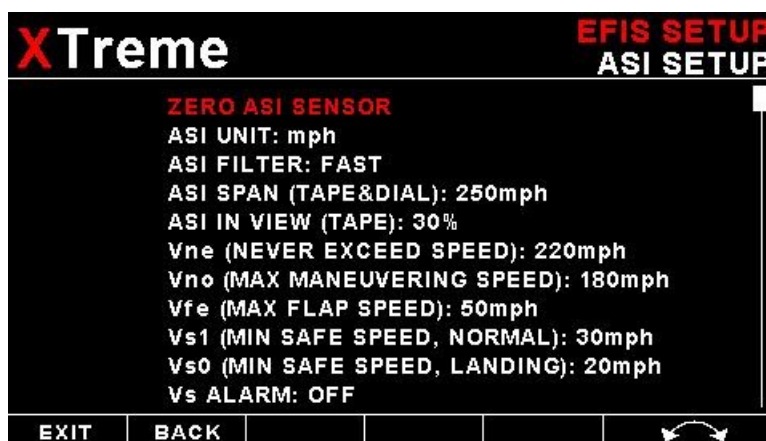 XTreme
EFIS SETUP
ASI SETUP
ZERO ASI SENSOR
ASI UNIT: mph
ASI FILTER: FAST
ASI SPAN (TAPE&DIAL): 250mph
ASI IN VIEW (TAPE): 30%
Vne (NEVER EXCEED SPEED): 220mph
Vno (MAX MANEUVERING SPEED): 180mph
Vfe (MAX FLAP SPEED): 50mph
Vs1 (MIN SAFE SPEED, NORMAL): 30mph
Vs0 (MIN SAFE SPEED, LANDING): 20mph
Vs ALARM: OFF
EXIT BACK